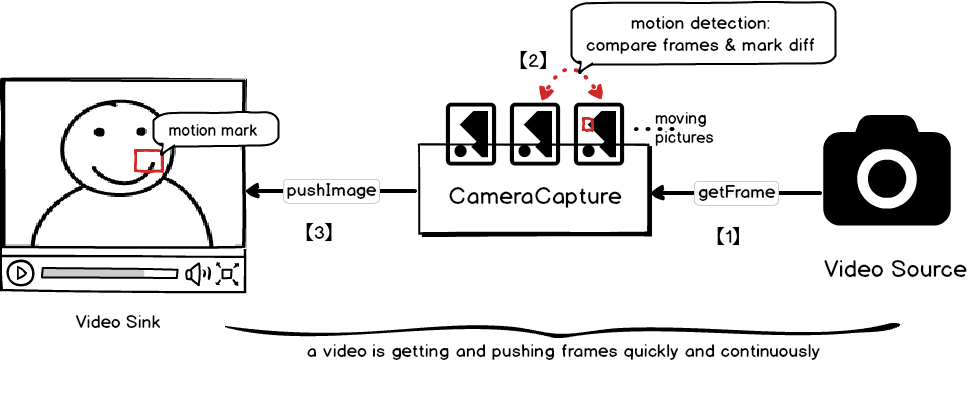 motion detection:
compare frames & mark diff
【2】
motion mark
moving
pictures
pushImage
CameraCapture
getFrame
【3】
【1】
Video Source
Video Sink
a video is getting and pushing frames quickly and continuously